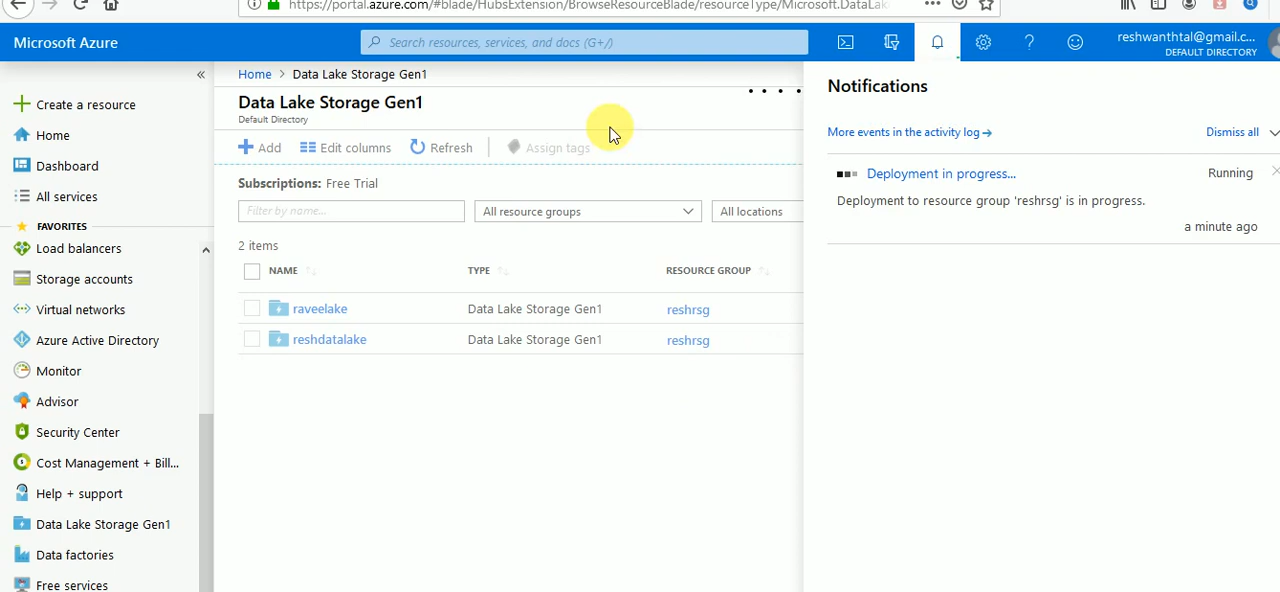 https://portal.azure.com/#blade/HubsExtension/BrowseResourceBlade/resourceType/Microsoft.DataLak
Microsoft Azure
Search resources, services, and docs (G+/)
reshwanthtal@gmail.c...
DEFAULT DIRECTORY
«
Create a resource
Home
Dashboard
All services
FAVORITES
Load balancers
Storage accounts
Virtual networks
Azure Active Directory
Monitor
Advisor
Security Center
Cost Management + Bill...
Help + support
Data Lake Storage Gen1
Data factories
Free services
Home > Data Lake Storage Gen1
Data Lake Storage Gen1
Default Directory
Add Edit columns Refresh Assign tags
Subscriptions: Free Trial
Filter by name... All resource groups All locations
2 items
NAME TYPE RESOURCE GROUP
raveelake Data Lake Storage Gen1 reshrsg
reshdatalake Data Lake Storage Gen1 reshrsg
Notifications
More events in the activity log → Dismiss all
Deployment in progress... Running
Deployment to resource group 'reshrsg' is in progress.
a minute ago